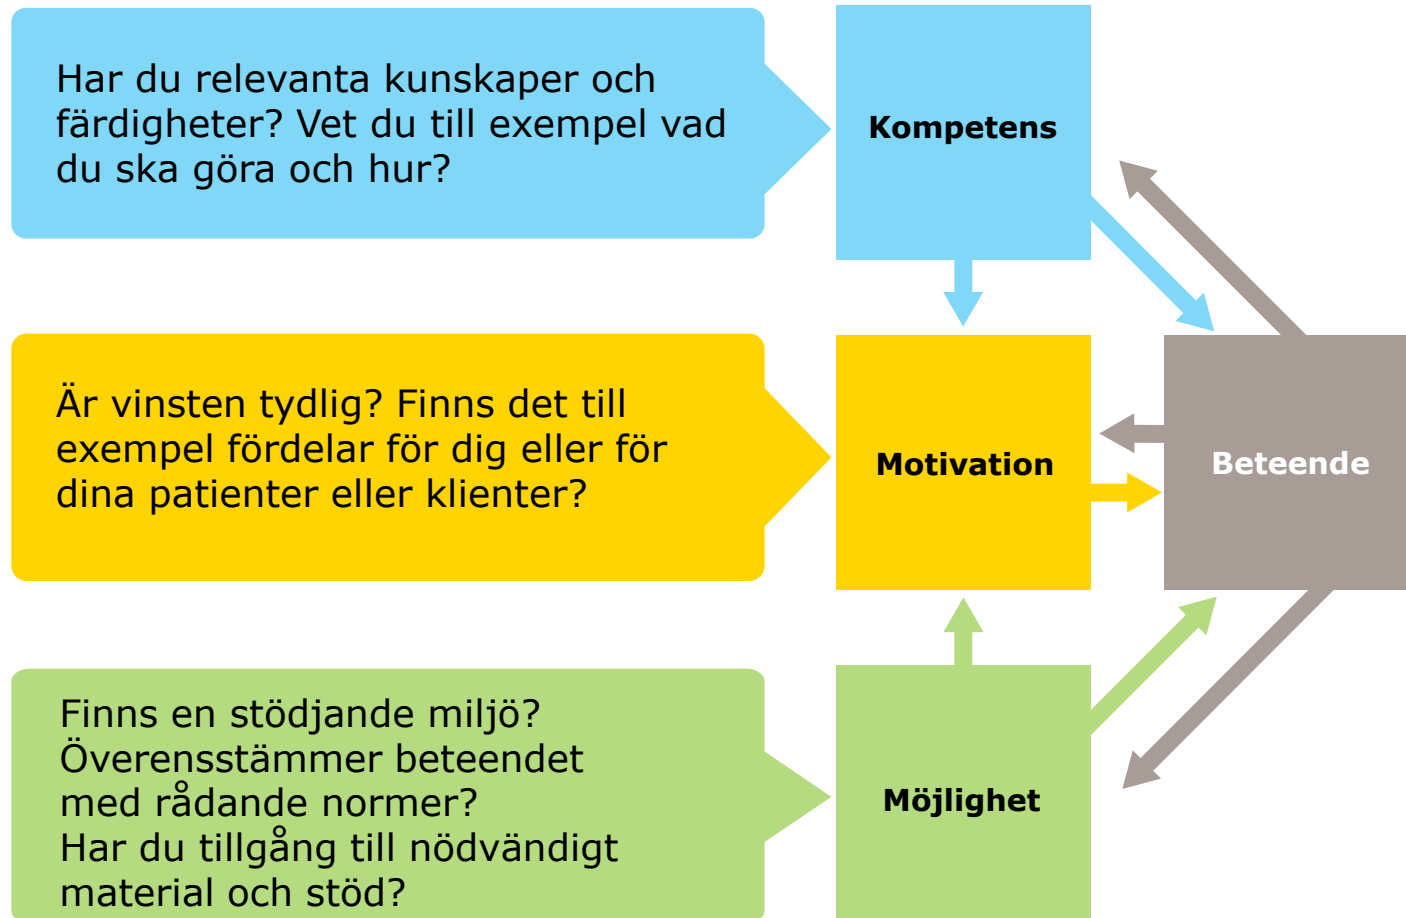 Har du relevanta kunskaper och
färdigheter? Vet du till exempel vad
du ska göra och hur?
Kompetens
Är vinsten tydlig? Finns det till
exempel fördelar för dig eller för
dina patienter eller klienter?
Motivation
Beteende
Finns en stödjande miljö?
Överensstämmer beteendet
med rådande normer?
Har du tillgång till nödvändigt
material och stöd?
Möjlighet